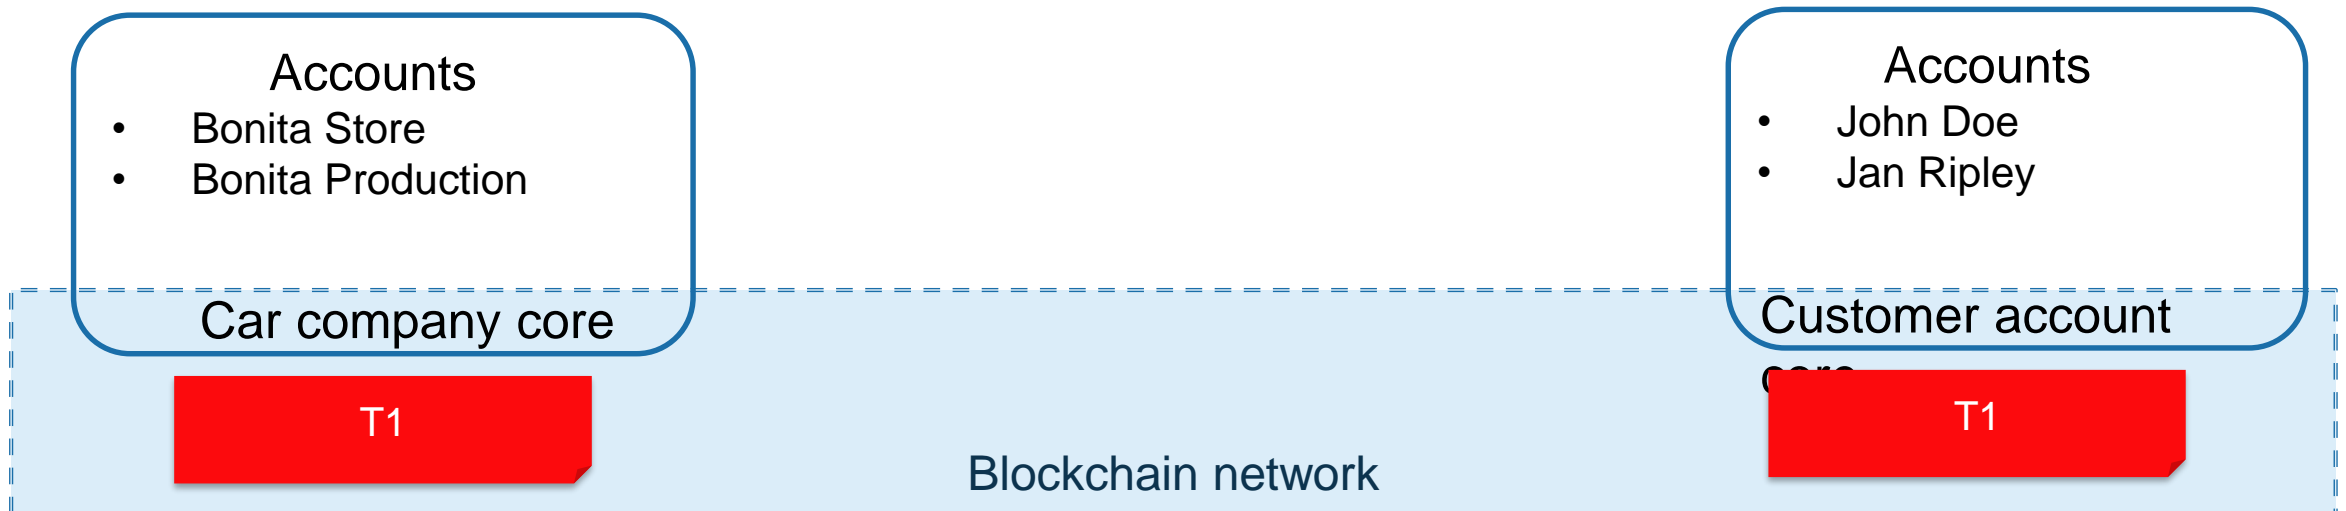 Accounts
• Bonita Store
• Bonita Production
Car company core
T1
Accounts
• John Doe
• Jan Ripley
Customer account
T1
Blockchain network